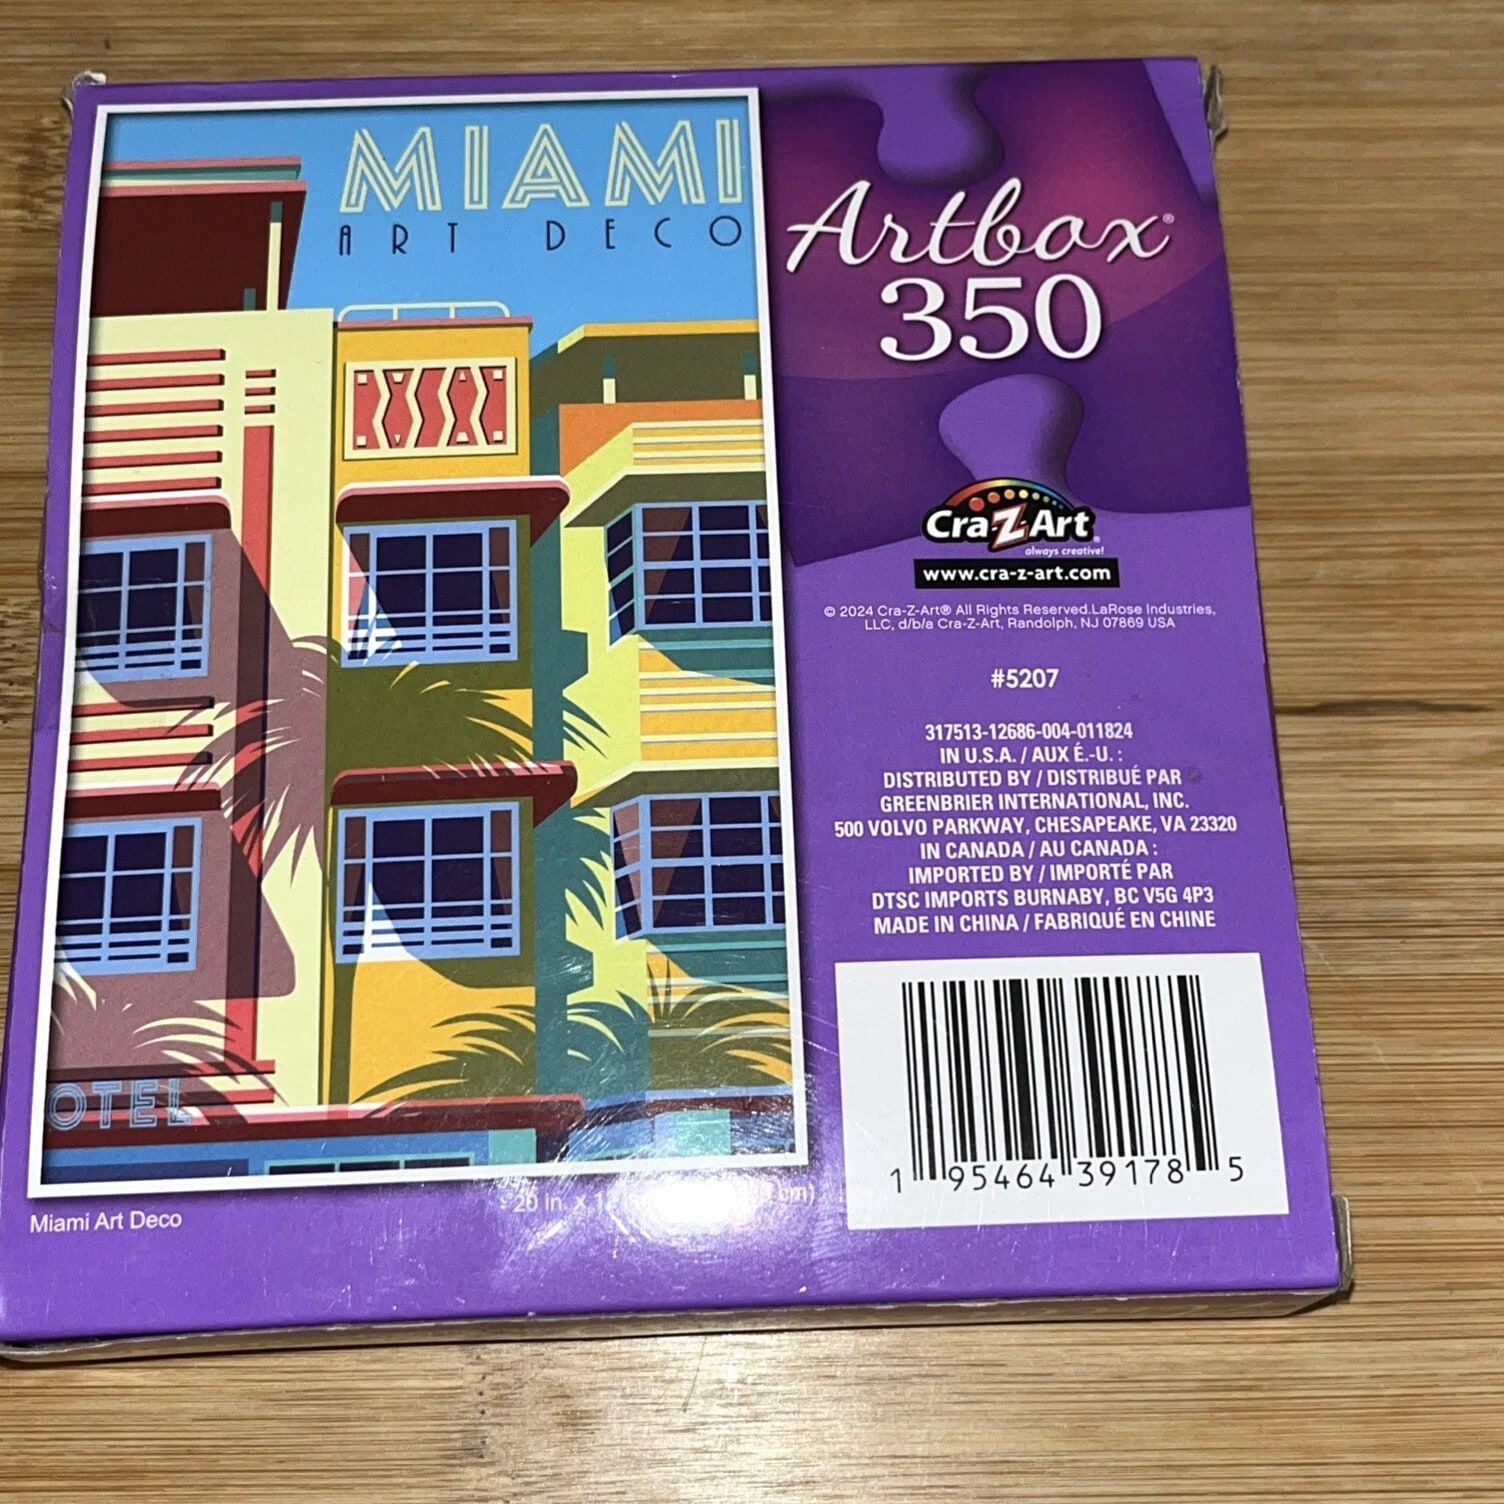 MIAMI
ART DECO
OTEL
Miami Art Deco
20 in. x
cm)
Artbox®
350
Cra-Z-Art®
always creative!
www.cra-z-art.com
© 2024 Cra-Z-Art® All Rights Reserved.LaRose Industries,
LLC, d/b/a Cra-Z-Art, Randolph, NJ 07869 USA
#5207
317513-12686-004-011824
IN U.S.A. / AUX É.-U. :
DISTRIBUTED BY / DISTRIBUÉ PAR
GREENBRIER INTERNATIONAL, INC.
500 VOLVO PARKWAY, CHESAPEAKE, VA 23320
IN CANADA / AU CANADA :
IMPORTED BY / IMPORTÉ PAR
DTSC IMPORTS BURNABY, BC V5G 4P3
MADE IN CHINA / FABRIQUÉ EN CHINE
1 95464 39178 5